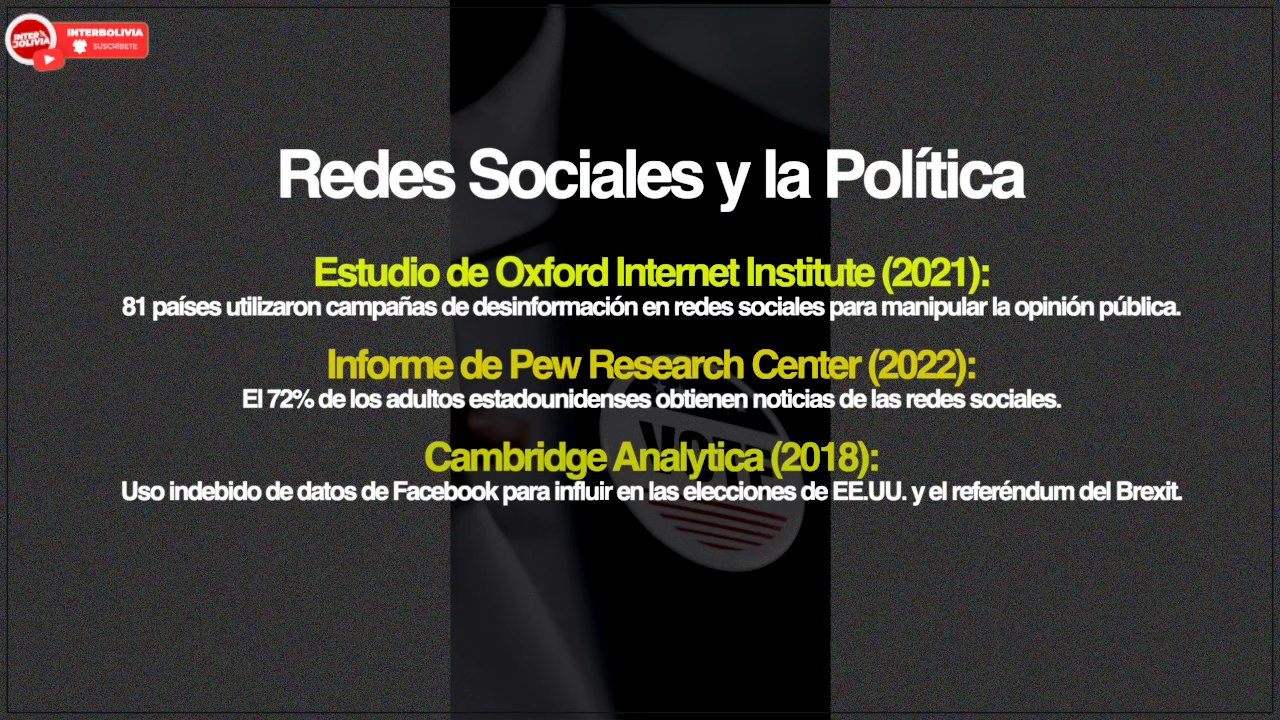 INTER
BOLIVIA
INTERBOLIVIA
SUSCRÍBETE
Redes Sociales y la Política
Estudio de Oxford Internet Institute (2021):
81 países utilizaron campañas de desinformación en redes sociales para manipular la opinión pública.
Informe de Pew Research Center (2022):
El 72% de los adultos estadounidenses obtienen noticias de las redes sociales.
VOTE
Cambridge Analytica (2018):
Uso indebido de datos de Facebook para influir en las elecciones de EE.UU. y el referéndum del Brexit.